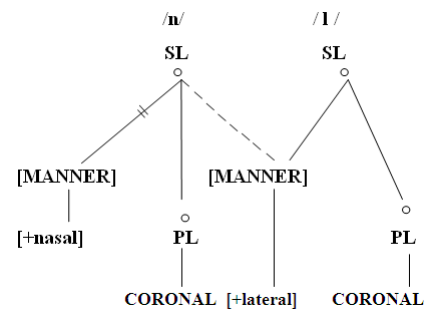 /n/ / l /
SL SL
[MANNER] [MANNER]
[+nasal] PL PL
CORONAL [+lateral] CORONAL